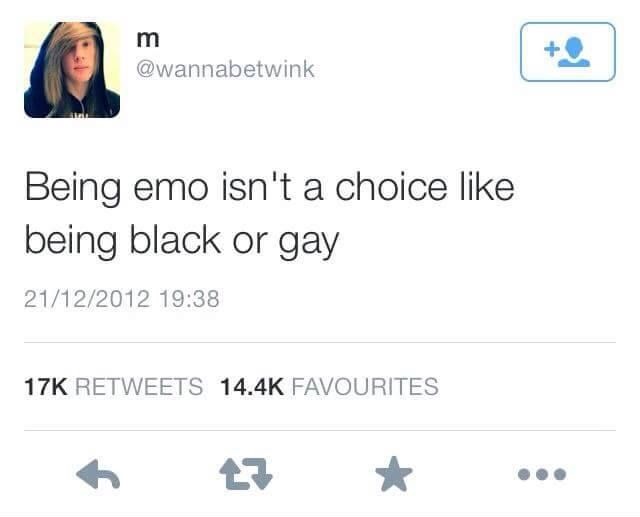 m
@wannabetwink
Being emo isn't a choice like
being black or gay
21/12/2012 19:38
17K RETWEETS 14.4K FAVOURITES